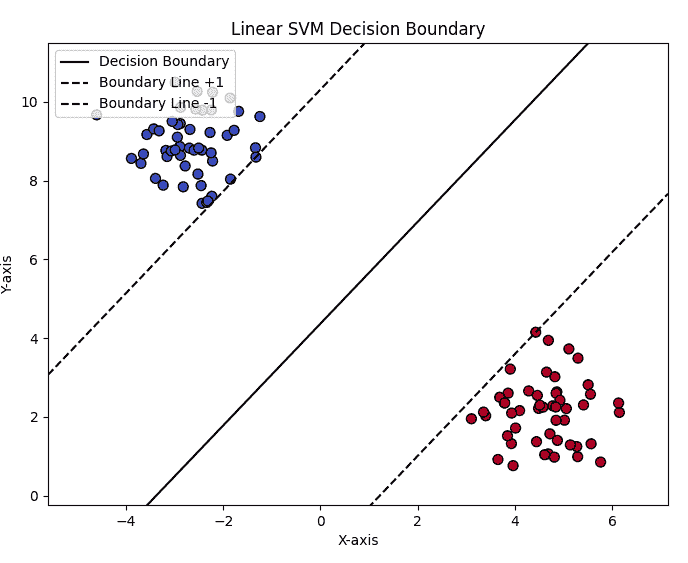 Linear SVM Decision Boundary
Decision Boundary
Boundary Line +1
Boundary Line -1
Y-axis
10
8
6
4
2
0
−4
−2
0
2
4
6
X-axis